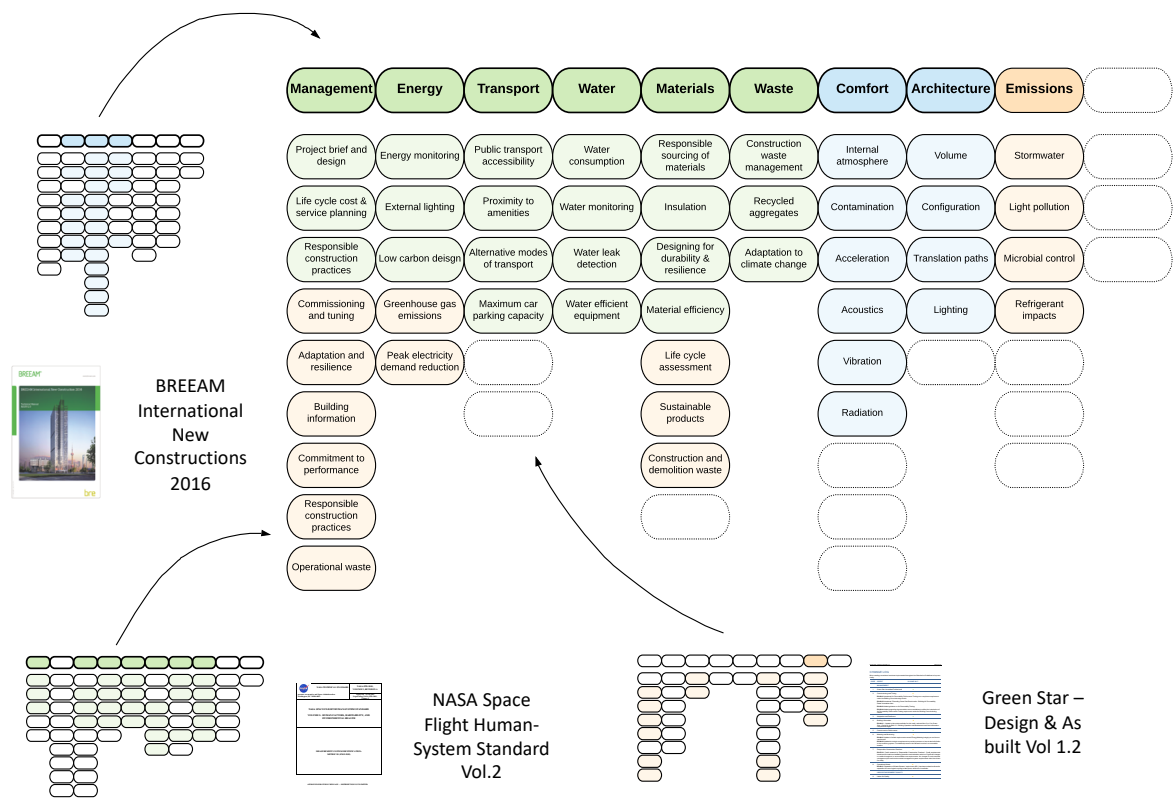 Management
Energy
Transport
Water
Materials
Waste
Comfort
Architecture
Emissions
Project brief and
design
Energy monitoring
Public transport
accessibility
Water
consumption
Responsible
sourcing of
materials
Construction
waste
management
Internal
atmosphere
Volume
Stormwater
Life cycle cost &
service planning
External lighting
Proximity to
amenities
Water monitoring
Insulation
Recycled
aggregates
Contamination
Configuration
Light pollution
Responsible
construction
practices
Low carbon deisgn
Alternative modes
of transport
Water leak
detection
Designing for
durability &
resilience
Adaptation to
climate change
Acceleration
Translation paths
Microbial control
Commissioning
and tuning
Greenhouse gas
emissions
Maximum car
parking capacity
Water efficient
equipment
Material efficiency
Acoustics
Lighting
Refrigerant
impacts
Adaptation and
resilience
Peak electricity
demand reduction
Life cycle
assessment
Vibration
Building
information
Sustainable
products
Radiation
Commitment to
performance
Construction and
demolition waste
Responsible
construction
practices
Operational waste
BREEAM
bre
BREEAM
International
New
Constructions
2016
NASA Space
Flight Human-
System Standard
Vol.2
Green Star –
Design & As
built Vol 1.2